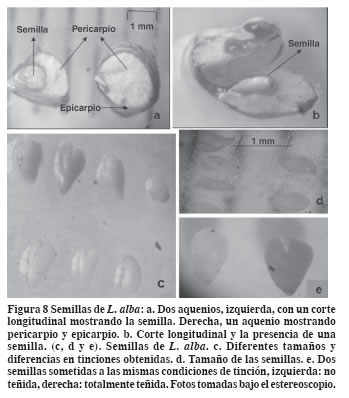 Semilla
Pericarpio
1 mm
Epicarpio
a
Semilla
b
c
1 mm
d
e
Figura 8 Semillas de L. alba: a. Dos aquenios, izquierda, con un corte
longitudinal mostrando la semilla. Derecha, un aquenio mostrando
pericarpio y epicarpio. b. Corte longitudinal y la presencia de una
semilla. (c, d y e). Semillas de L. alba. c. Diferentes tamaños y
diferencias en tinciones obtenidas. d. Tamaño de las semillas. e. Dos
semillas sometidas a las mismas condiciones de tinción, izquierda: no
teñida, derecha: totalmente teñida. Fotos tomadas bajo el estereoscopio.